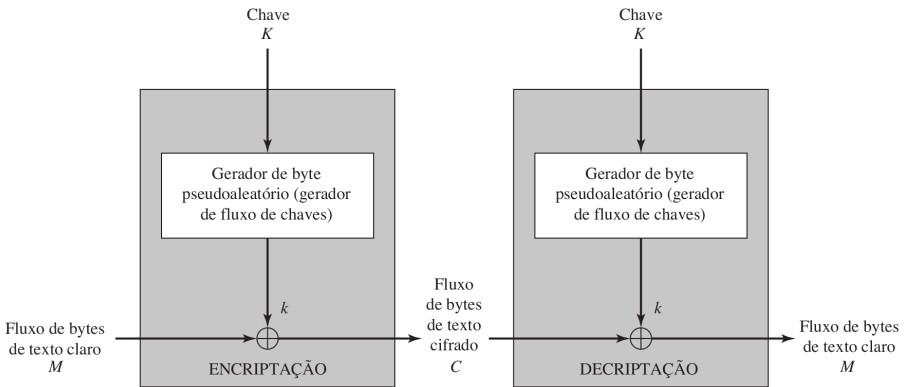 Chave
K
Chave
K
Gerador de byte
pseudoaleatório (gerador
de fluxo de chaves)
Gerador de byte
pseudoaleatório (gerador
de fluxo de chaves)
k
k
Fluxo de bytes
de texto claro
M
ENCRIPTAÇÃO
Fluxo
de bytes
de texto
cifrado
C
DECRIPTAÇÃO
Fluxo de bytes
de texto claro
M